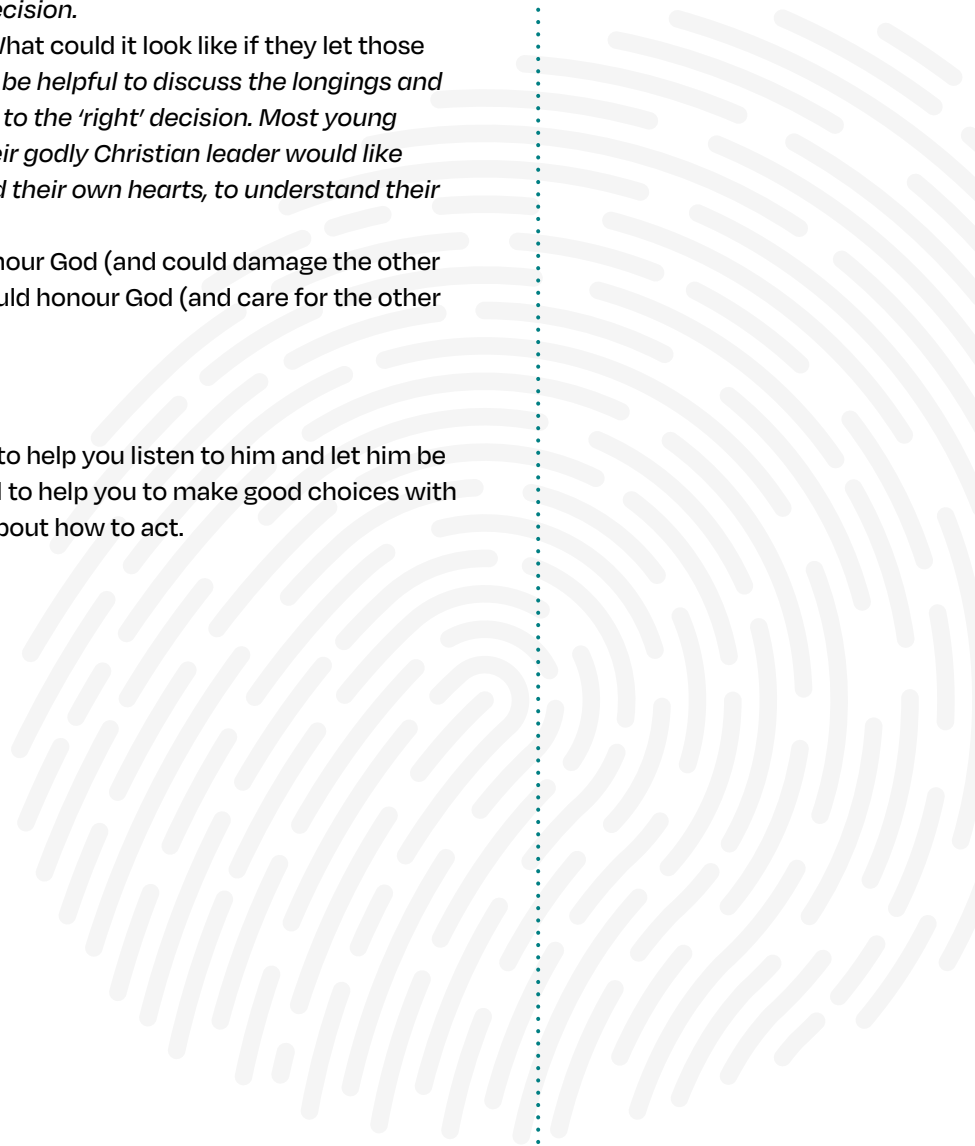 ecision.
What could it look like if they let those
be helpful to discuss the longings and
to the ‘right’ decision. Most young
eir godly Christian leader would like
d their own hearts, to understand their
nour God (and could damage the other
uld honour God (and care for the other
to help you listen to him and let him be
l to help you to make good choices with
bout how to act.